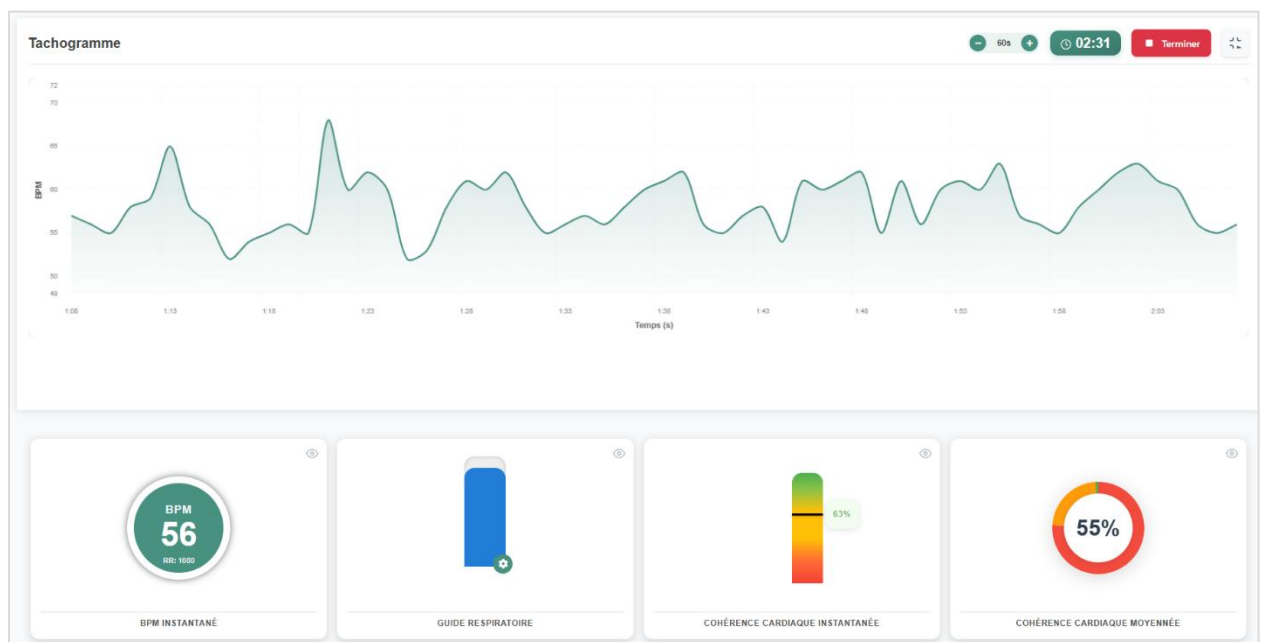 Tachogramme
60s
02:31
Terminer
72
70
65
60
55
50
48
BPM
1:08 1:13 1:18 1:23 1:28 1:33 1:38 1:43 1:48 1:53 1:58 2:03
Temps (s)
BPM
56
RR: 1080
BPM INSTANTANÉ
GUIDE RESPIRATOIRE
63%
COHÉRENCE CARDIAQUE INSTANTANÉE
55%
COHÉRENCE CARDIAQUE MOYENNÉE